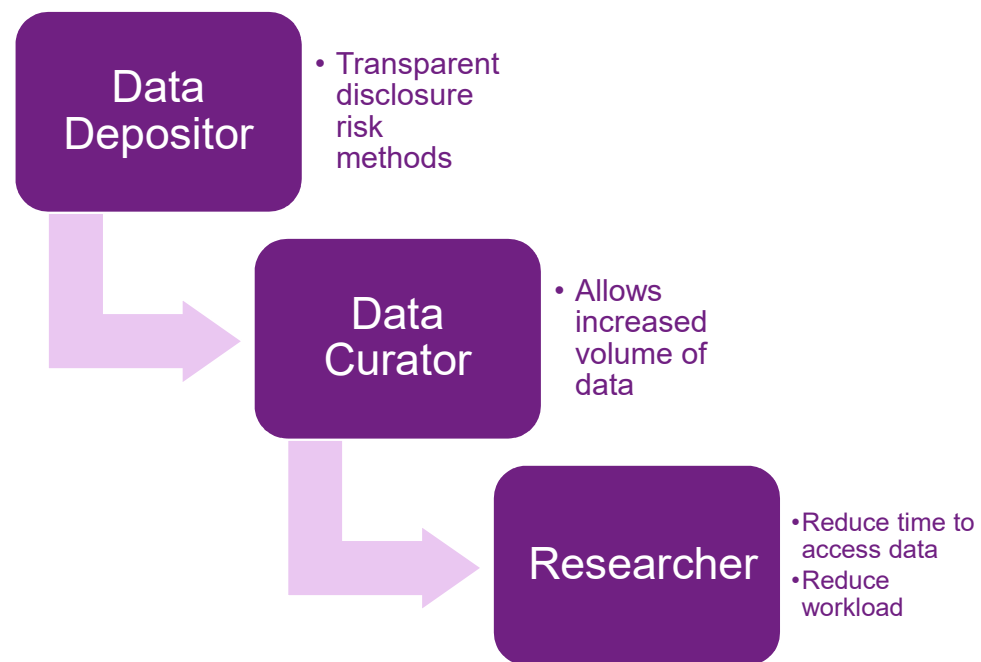 Data
Depositor
• Transparent
disclosure
risk
methods
Data
Curator
• Allows
increased
volume of
data
Researcher
•Reduce time to
access data
•Reduce
workload